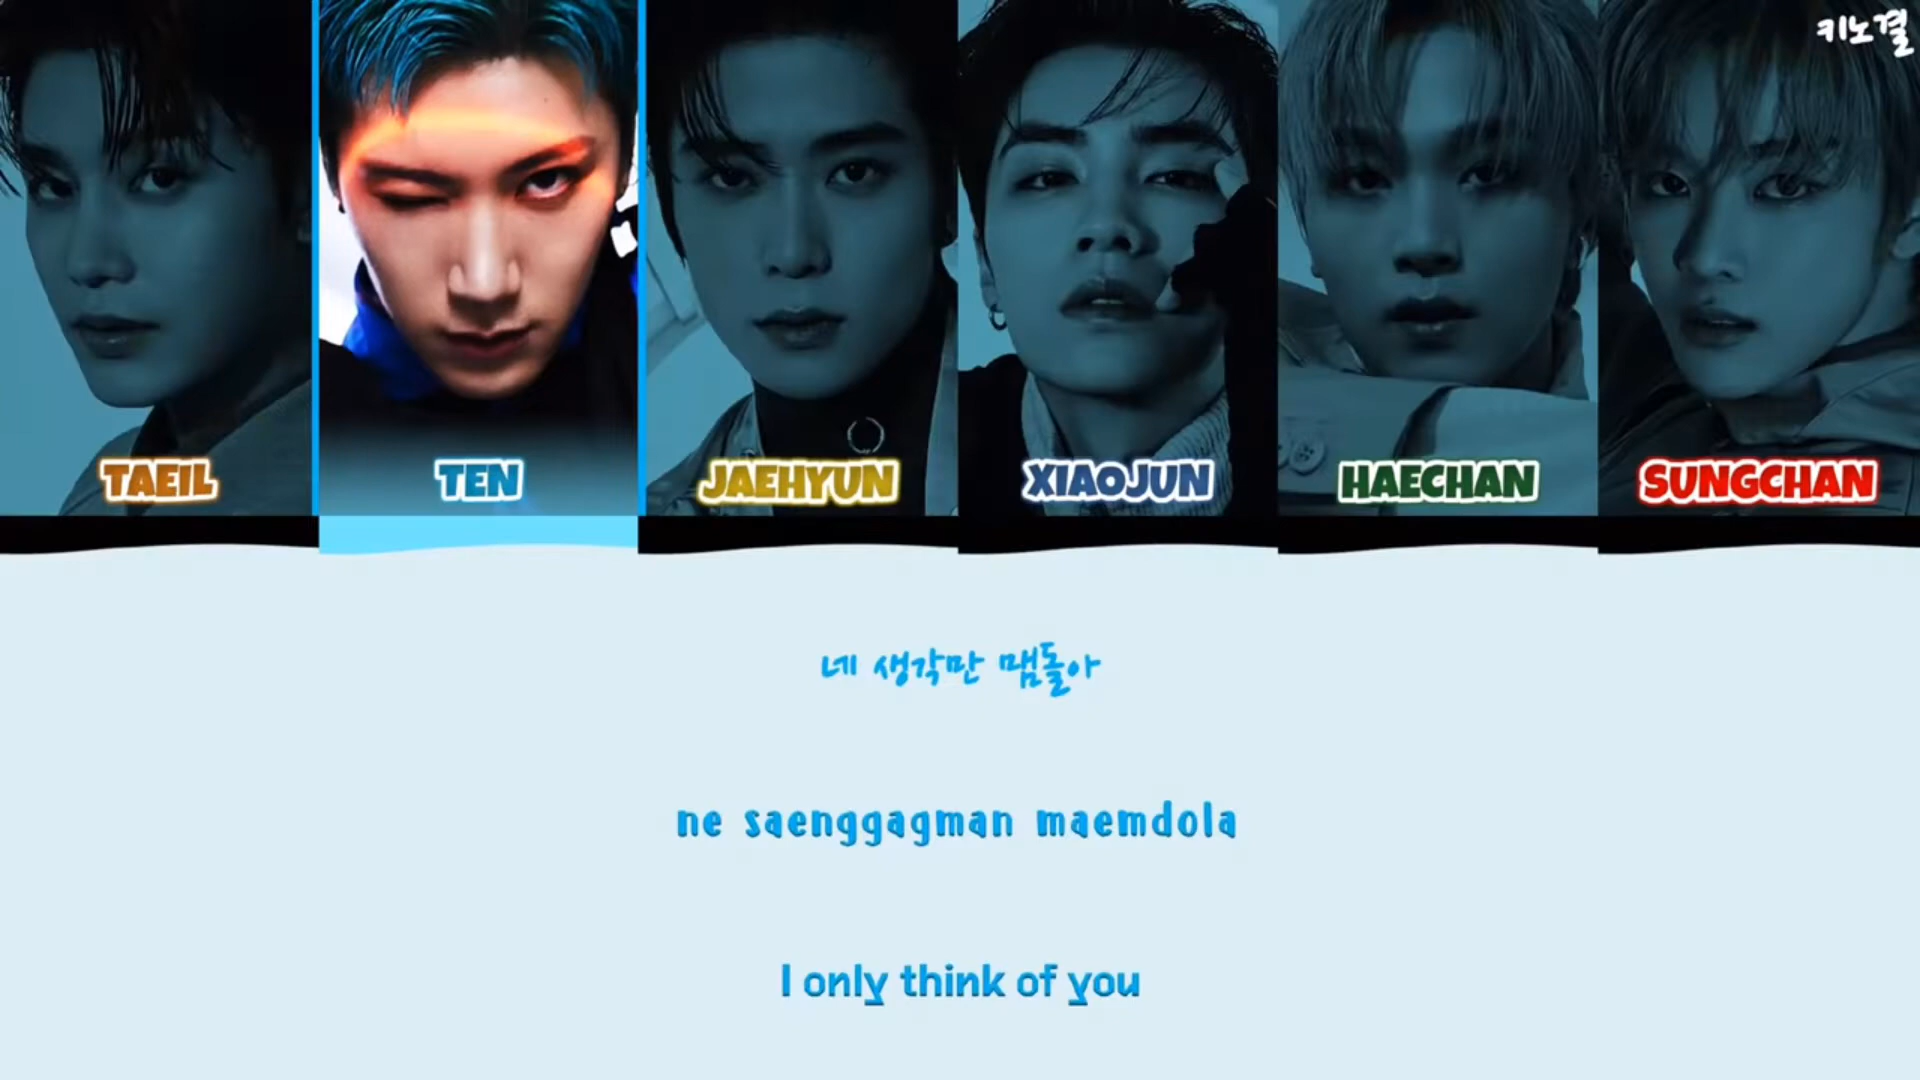 키노결
TAEIL
TEN
JAEHYUN
XIAOJUN
HAECHAN
SUNGCHAN
네 생각만 맴돌아
ne saenggagman maemdola
I only think of you